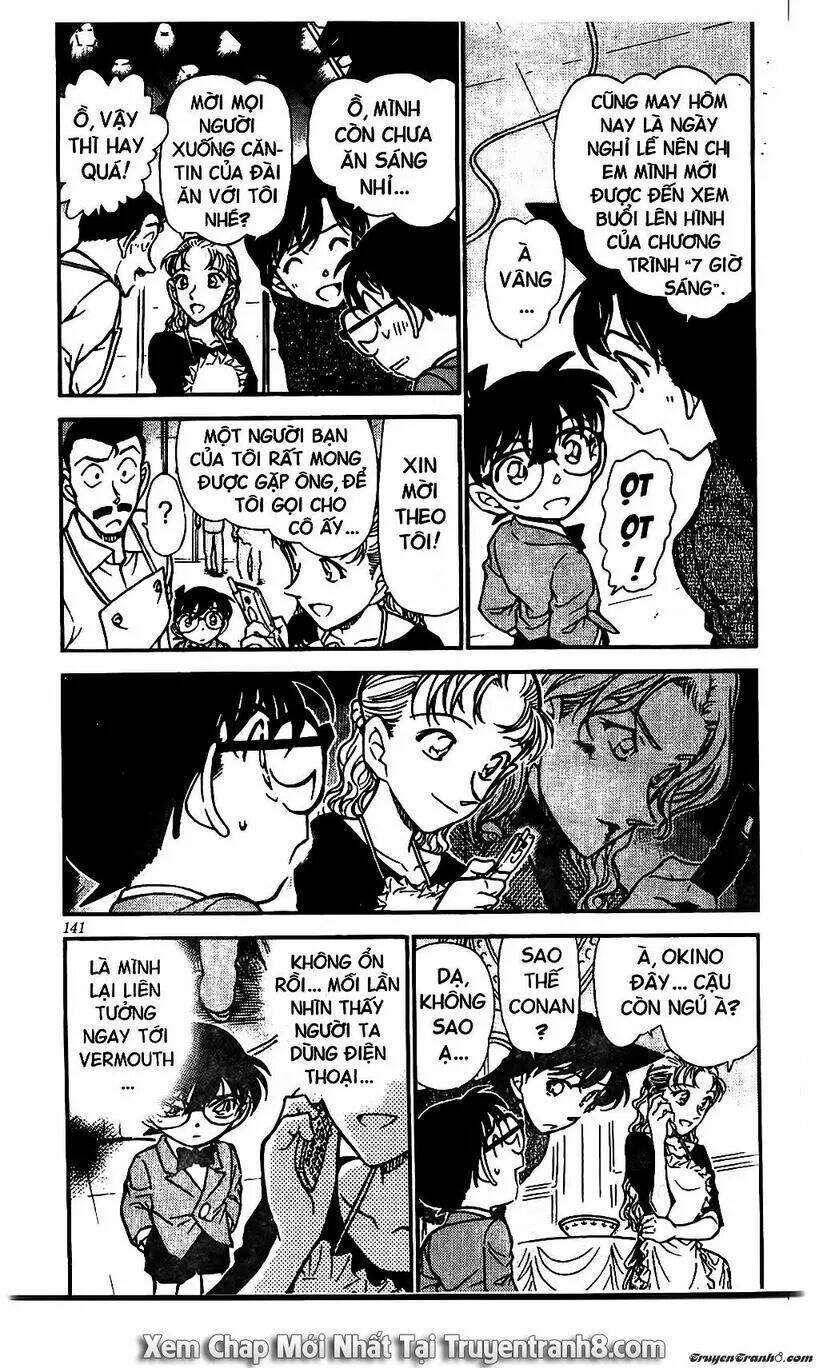 CŨNG MAY HÔM
NAY LÀ NGÀY
NGHỈ LỄ NÊN CHỊ
EM MÌNH MỚI
ĐƯỢC ĐẾN XEM
BUỔI LÊN HÌNH
CỦA CHƯƠNG
TRÌNH "7 GIỜ
SÁNG".
À
VÂNG
...
ỌT
ỌT
!
Ồ, MÌNH
CÒN CHƯA
ĂN SÁNG
NHỈ...
MỜI MỌI
NGƯỜI
XUỐNG CĂN-
TIN CỦA ĐÀI
ĂN VỚI TÔI
NHÉ?
Ồ, VẬY
THÌ HAY
QUÁ!
XIN
MỜI
THEO
TÔI!
MỘT NGƯỜI BẠN
CỦA TÔI RẤT MONG
ĐƯỢC GẶP ÔNG, ĐỂ
TÔI GỌI CHO
CÔ ẤY...
?
141
À, OKINO
ĐÂY... CẬU
CÒN NGỦ À?
SAO
THẾ
CONAN
?
DẠ,
KHÔNG
SAO
Ạ...
KHÔNG ỔN
RỒI... MỖI LẦN
NHÌN THẤY
NGƯỜI TA
DÙNG ĐIỆN
THOẠI...
LÀ MÌNH
LẠI LIÊN
TƯỞNG
NGAY TỚI
VERMOUTH
...
Xem Chap Mới Nhất Tại Truyentranh8.com
TruyenTranh8.com